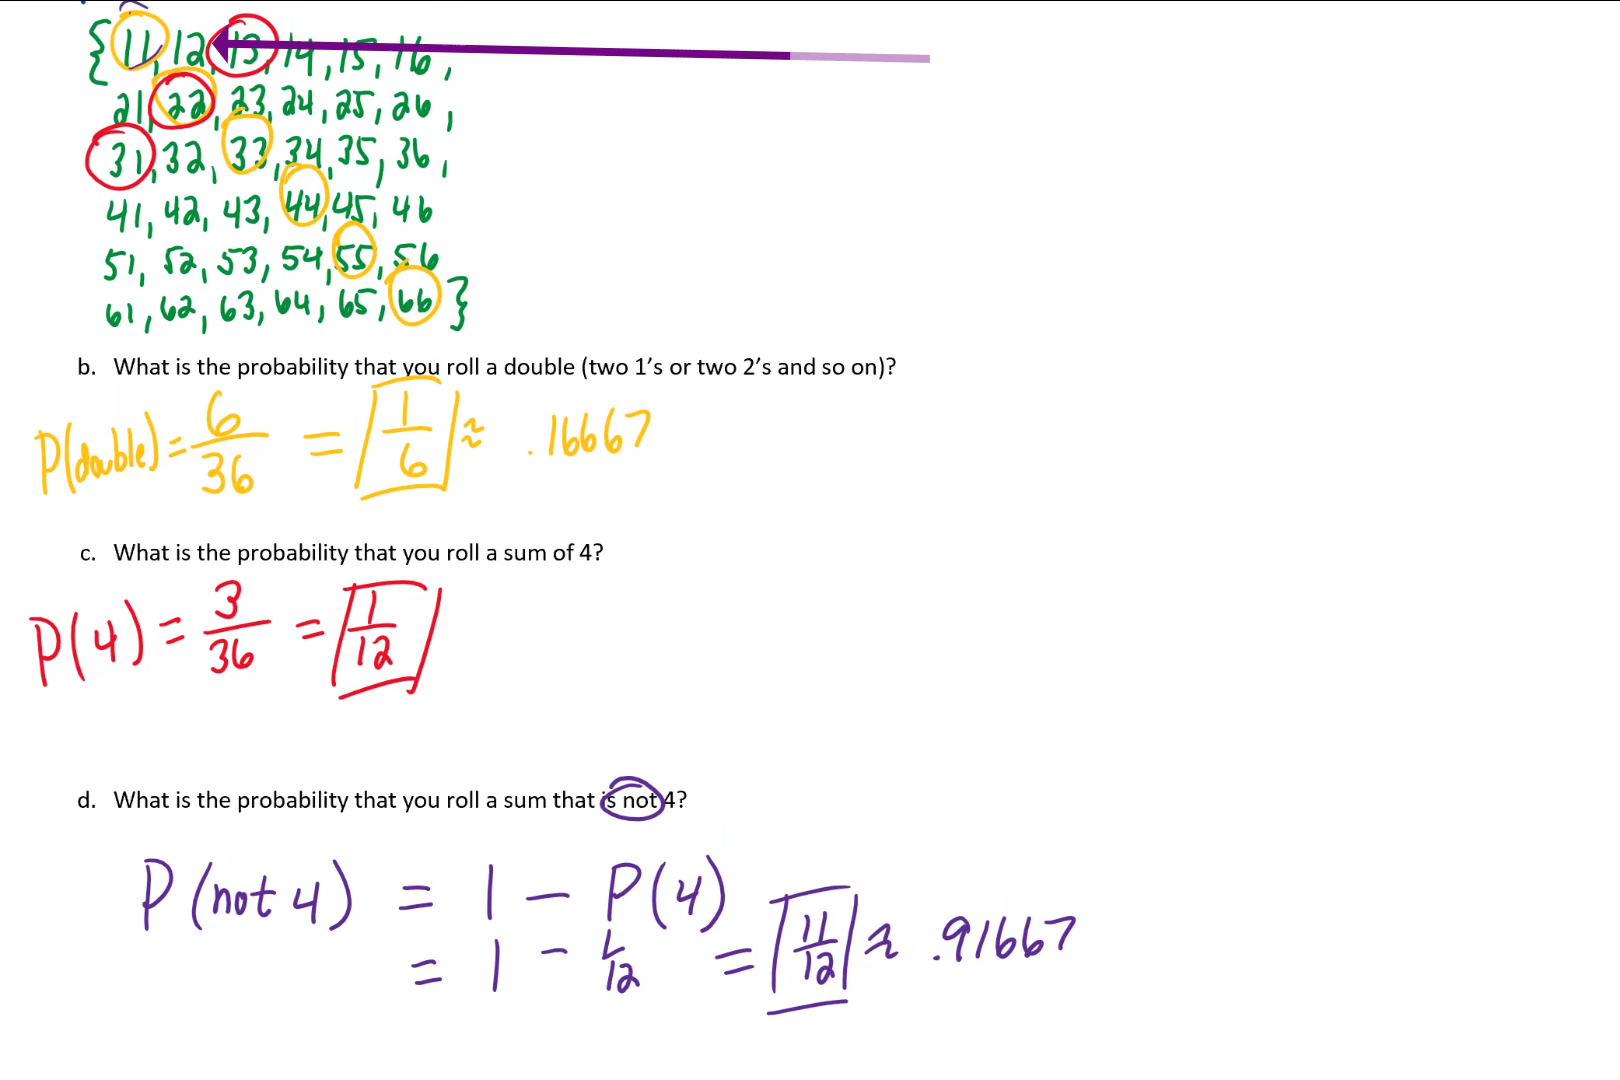 {11, 12, 13, 14, 15, 16,
21, 22, 23, 24, 25, 26,
31, 32, 33, 34, 35, 36,
41, 42, 43, 44, 45, 46
51, 52, 53, 54, 55, 56
61, 62, 63, 64, 65, 66}
b. What is the probability that you roll a double (two 1's or two 2's and so on)?
P(double) = 6/36 = 1/6 ≈ .16667
c. What is the probability that you roll a sum of 4?
P(4) = 3/36 = 1/12
d. What is the probability that you roll a sum that is not 4?
P(not 4) = 1 - P(4)
= 1 - 1/12 = 11/12 ≈ .91667